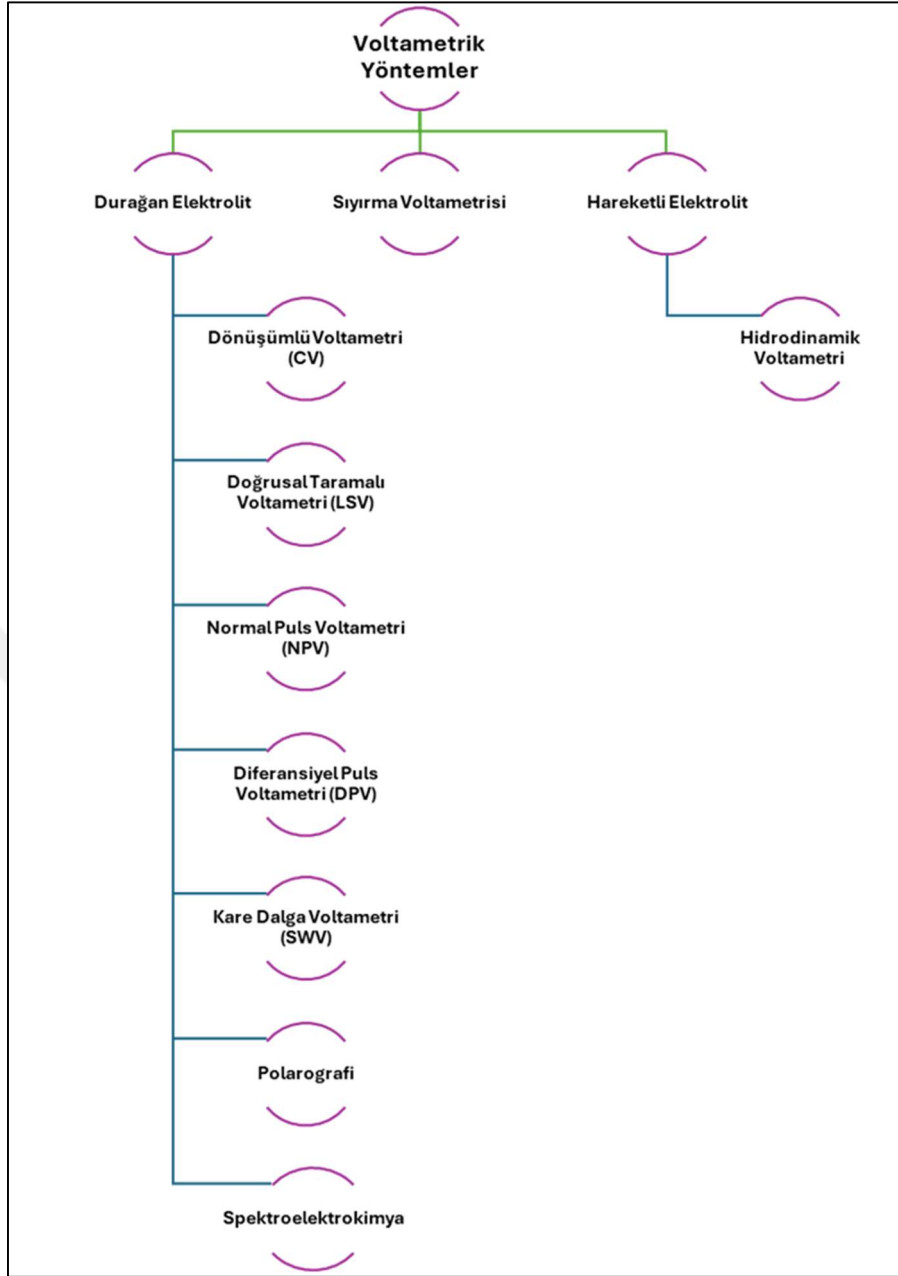 Voltametrik
Yöntemler
Durağan Elektrolit
Sıyırma Voltametrisi
Hareketli Elektrolit
Dönüşümlü Voltametri
(CV)
Hidrodinamik
Voltametri
Doğrusal Taramalı
Voltametri (LSV)
Normal Puls Voltametri
(NPV)
Diferansiyel Puls
Voltametri (DPV)
Kare Dalga Voltametri
(SWV)
Polarografi
Spektroelektrokimya